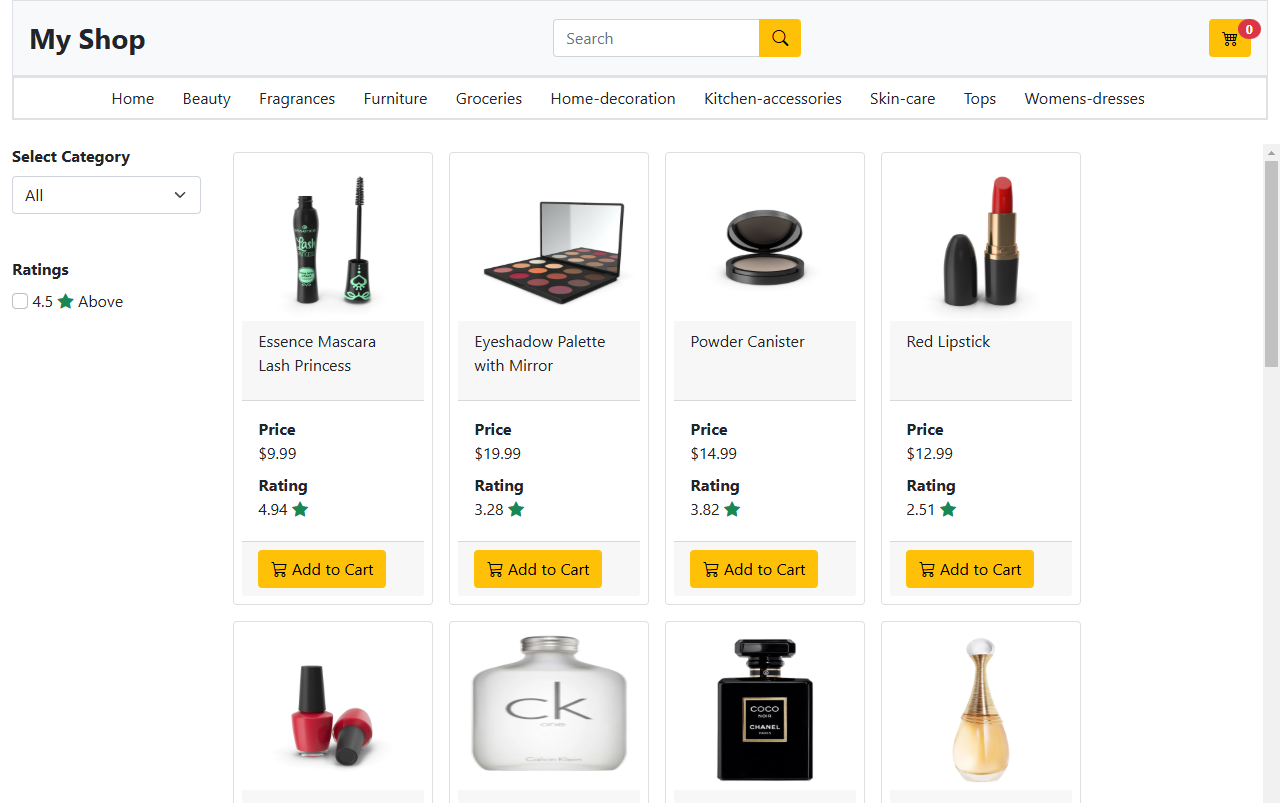 My Shop
Search
0
Home Beauty Fragrances Furniture Groceries Home-decoration Kitchen-accessories Skin-care Tops Womens-dresses
Select Category
All
Ratings
4.5 Above
Lash
Essence Mascara
Lash Princess
Price
$9.99
Rating
4.94
Add to Cart
Eyeshadow Palette
with Mirror
Price
$19.99
Rating
3.28
Add to Cart
Powder Canister
Price
$14.99
Rating
3.82
Add to Cart
Red Lipstick
Price
$12.99
Rating
2.51
Add to Cart
ck
one
Calvin Klein
COCO
NOIR
CHANEL
PARIS